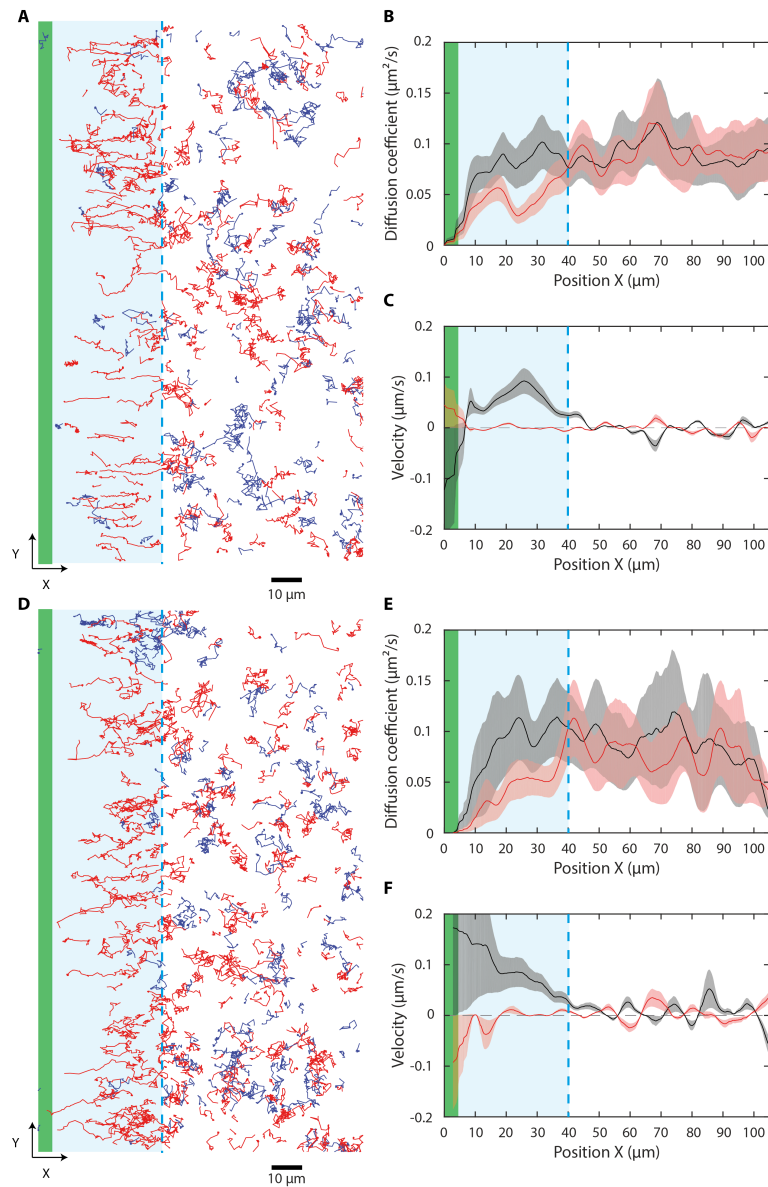 A
Y
X
10 μm
B
Diffusion coefficient (μm²/s)
0.2
0.15
0.1
0.05
0
0 10 20 30 40 50 60 70 80 90 100
Position X (μm)
C
Velocity (μm/s)
0.2
0.1
0
-0.1
-0.2
0 10 20 30 40 50 60 70 80 90 100
Position X (μm)
D
Y
X
10 μm
E
Diffusion coefficient (μm²/s)
0.2
0.15
0.1
0.05
0
0 10 20 30 40 50 60 70 80 90 100
Position X (μm)
F
Velocity (μm/s)
0.2
0.1
0
-0.1
-0.2
0 10 20 30 40 50 60 70 80 90 100
Position X (μm)